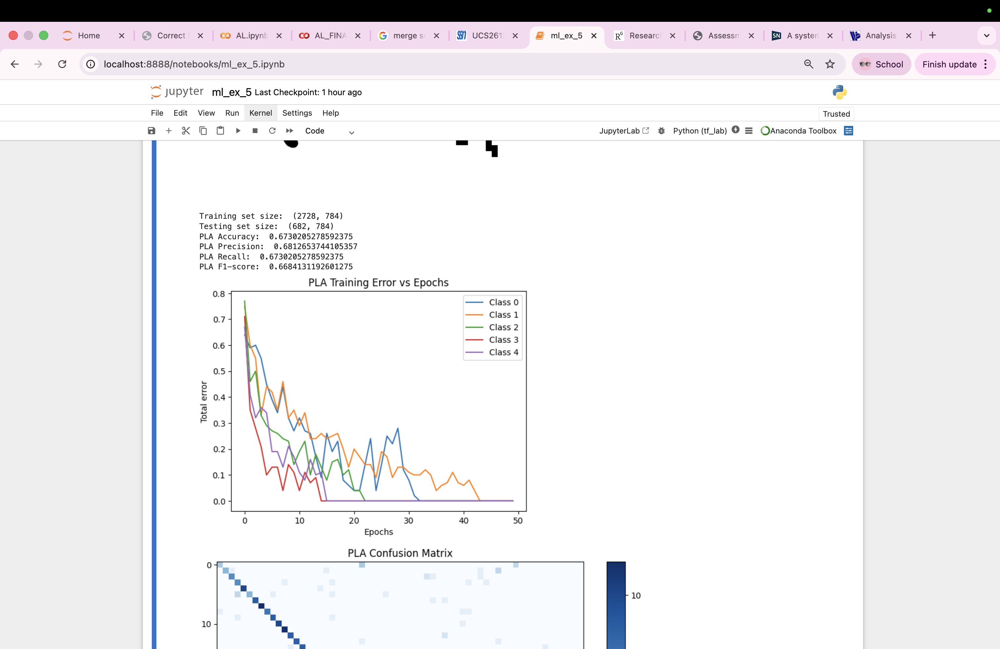 Home
Correct
AL.ipynb
AL_FINA
merge s
UCS261
ml_ex_5
Researc
Assessm
A system
Analysis
localhost:8888/notebooks/ml_ex_5.ipynb
School
Finish update
jupyter ml_ex_5 Last Checkpoint: 1 hour ago
File Edit View Run Kernel Settings Help
Trusted
Code
JupyterLab
Python (tf_lab)
Anaconda Toolbox
Training set size:  (2728, 784)
Testing set size:  (682, 784)
PLA Accuracy:  0.6730205278592375
PLA Precision:  0.6812653744105357
PLA Recall:  0.6730205278592375
PLA F1-score:  0.6684131192601275
PLA Training Error vs Epochs
0.8
0.7
0.6
0.5
0.4
0.3
0.2
0.1
0.0
Total error
Class 0
Class 1
Class 2
Class 3
Class 4
0 10 20 30 40 50
Epochs
PLA Confusion Matrix
0
10
10